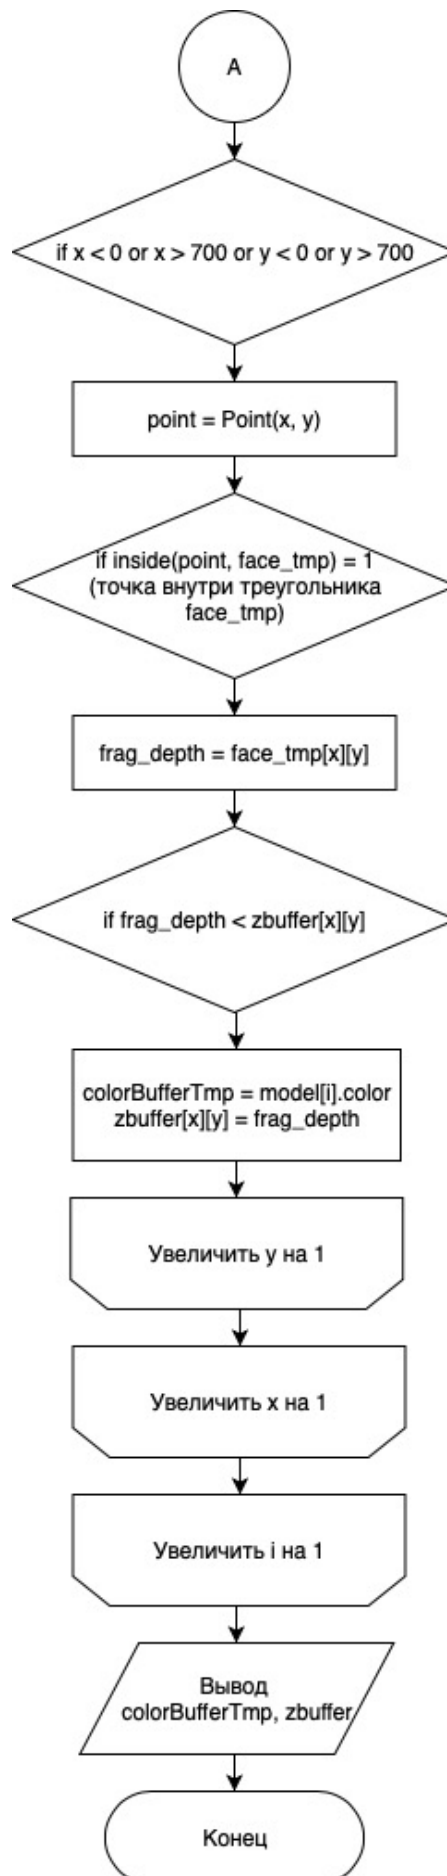 A
if x < 0 or x > 700 or y < 0 or y > 700
point = Point(x, y)
if inside(point, face_tmp) = 1
(точка внутри треугольника
face_tmp)
frag_depth = face_tmp[x][y]
if frag_depth < zbuffer[x][y]
colorBufferTmp = model[i].color
zbuffer[x][y] = frag_depth
Увеличить y на 1
Увеличить x на 1
Увеличить i на 1
Вывод
colorBufferTmp, zbuffer
Конец